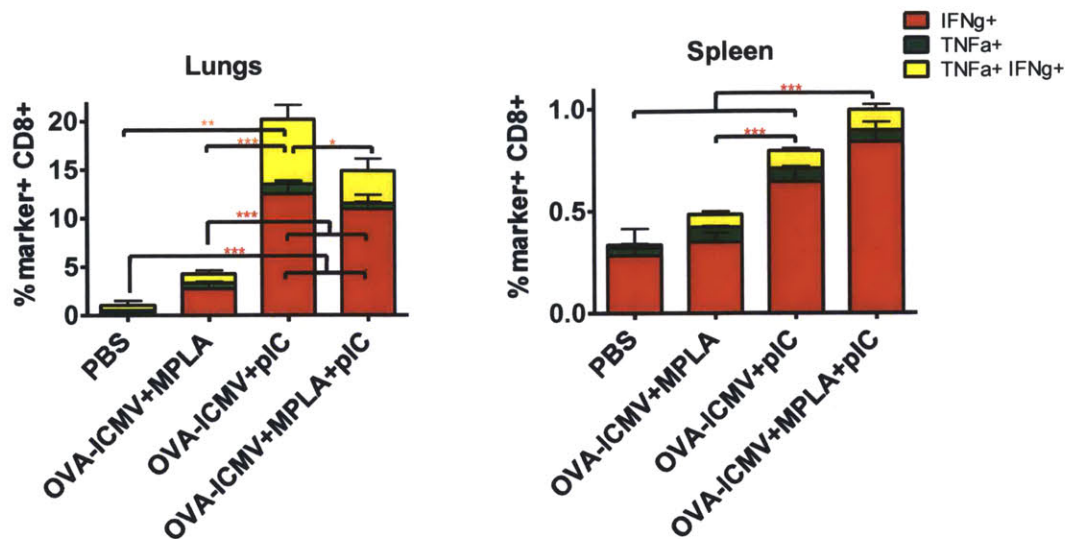 IFNg+
TNFa+
TNFa+ IFNg+
Lungs
%marker+ CD8+
20
15
10
5
0
**
***
*
***
***
PBS
OVA-ICMV+MPLA
OVA-ICMV+pIC
OVA-ICMV+MPLA+pIC
Spleen
%marker+ CD8+
1.0
0.5
0.0
***
***
PBS
OVA-ICMV+MPLA
OVA-ICMV+pIC
OVA-ICMV+MPLA+pIC